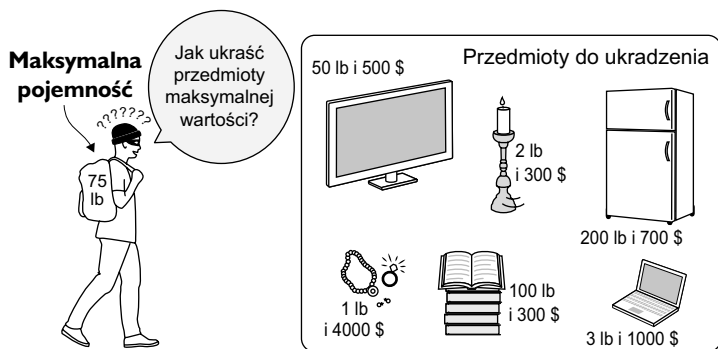 Maksymalna
pojemność
???????
75
lb
Jak ukraść
przedmioty
maksymalnej
wartości?
Przedmioty do ukradzenia
50 lb i 500 $
2 lb
i 300 $
200 lb i 700 $
1 lb
i 4000 $
100 lb
i 300 $
3 lb i 1000 $